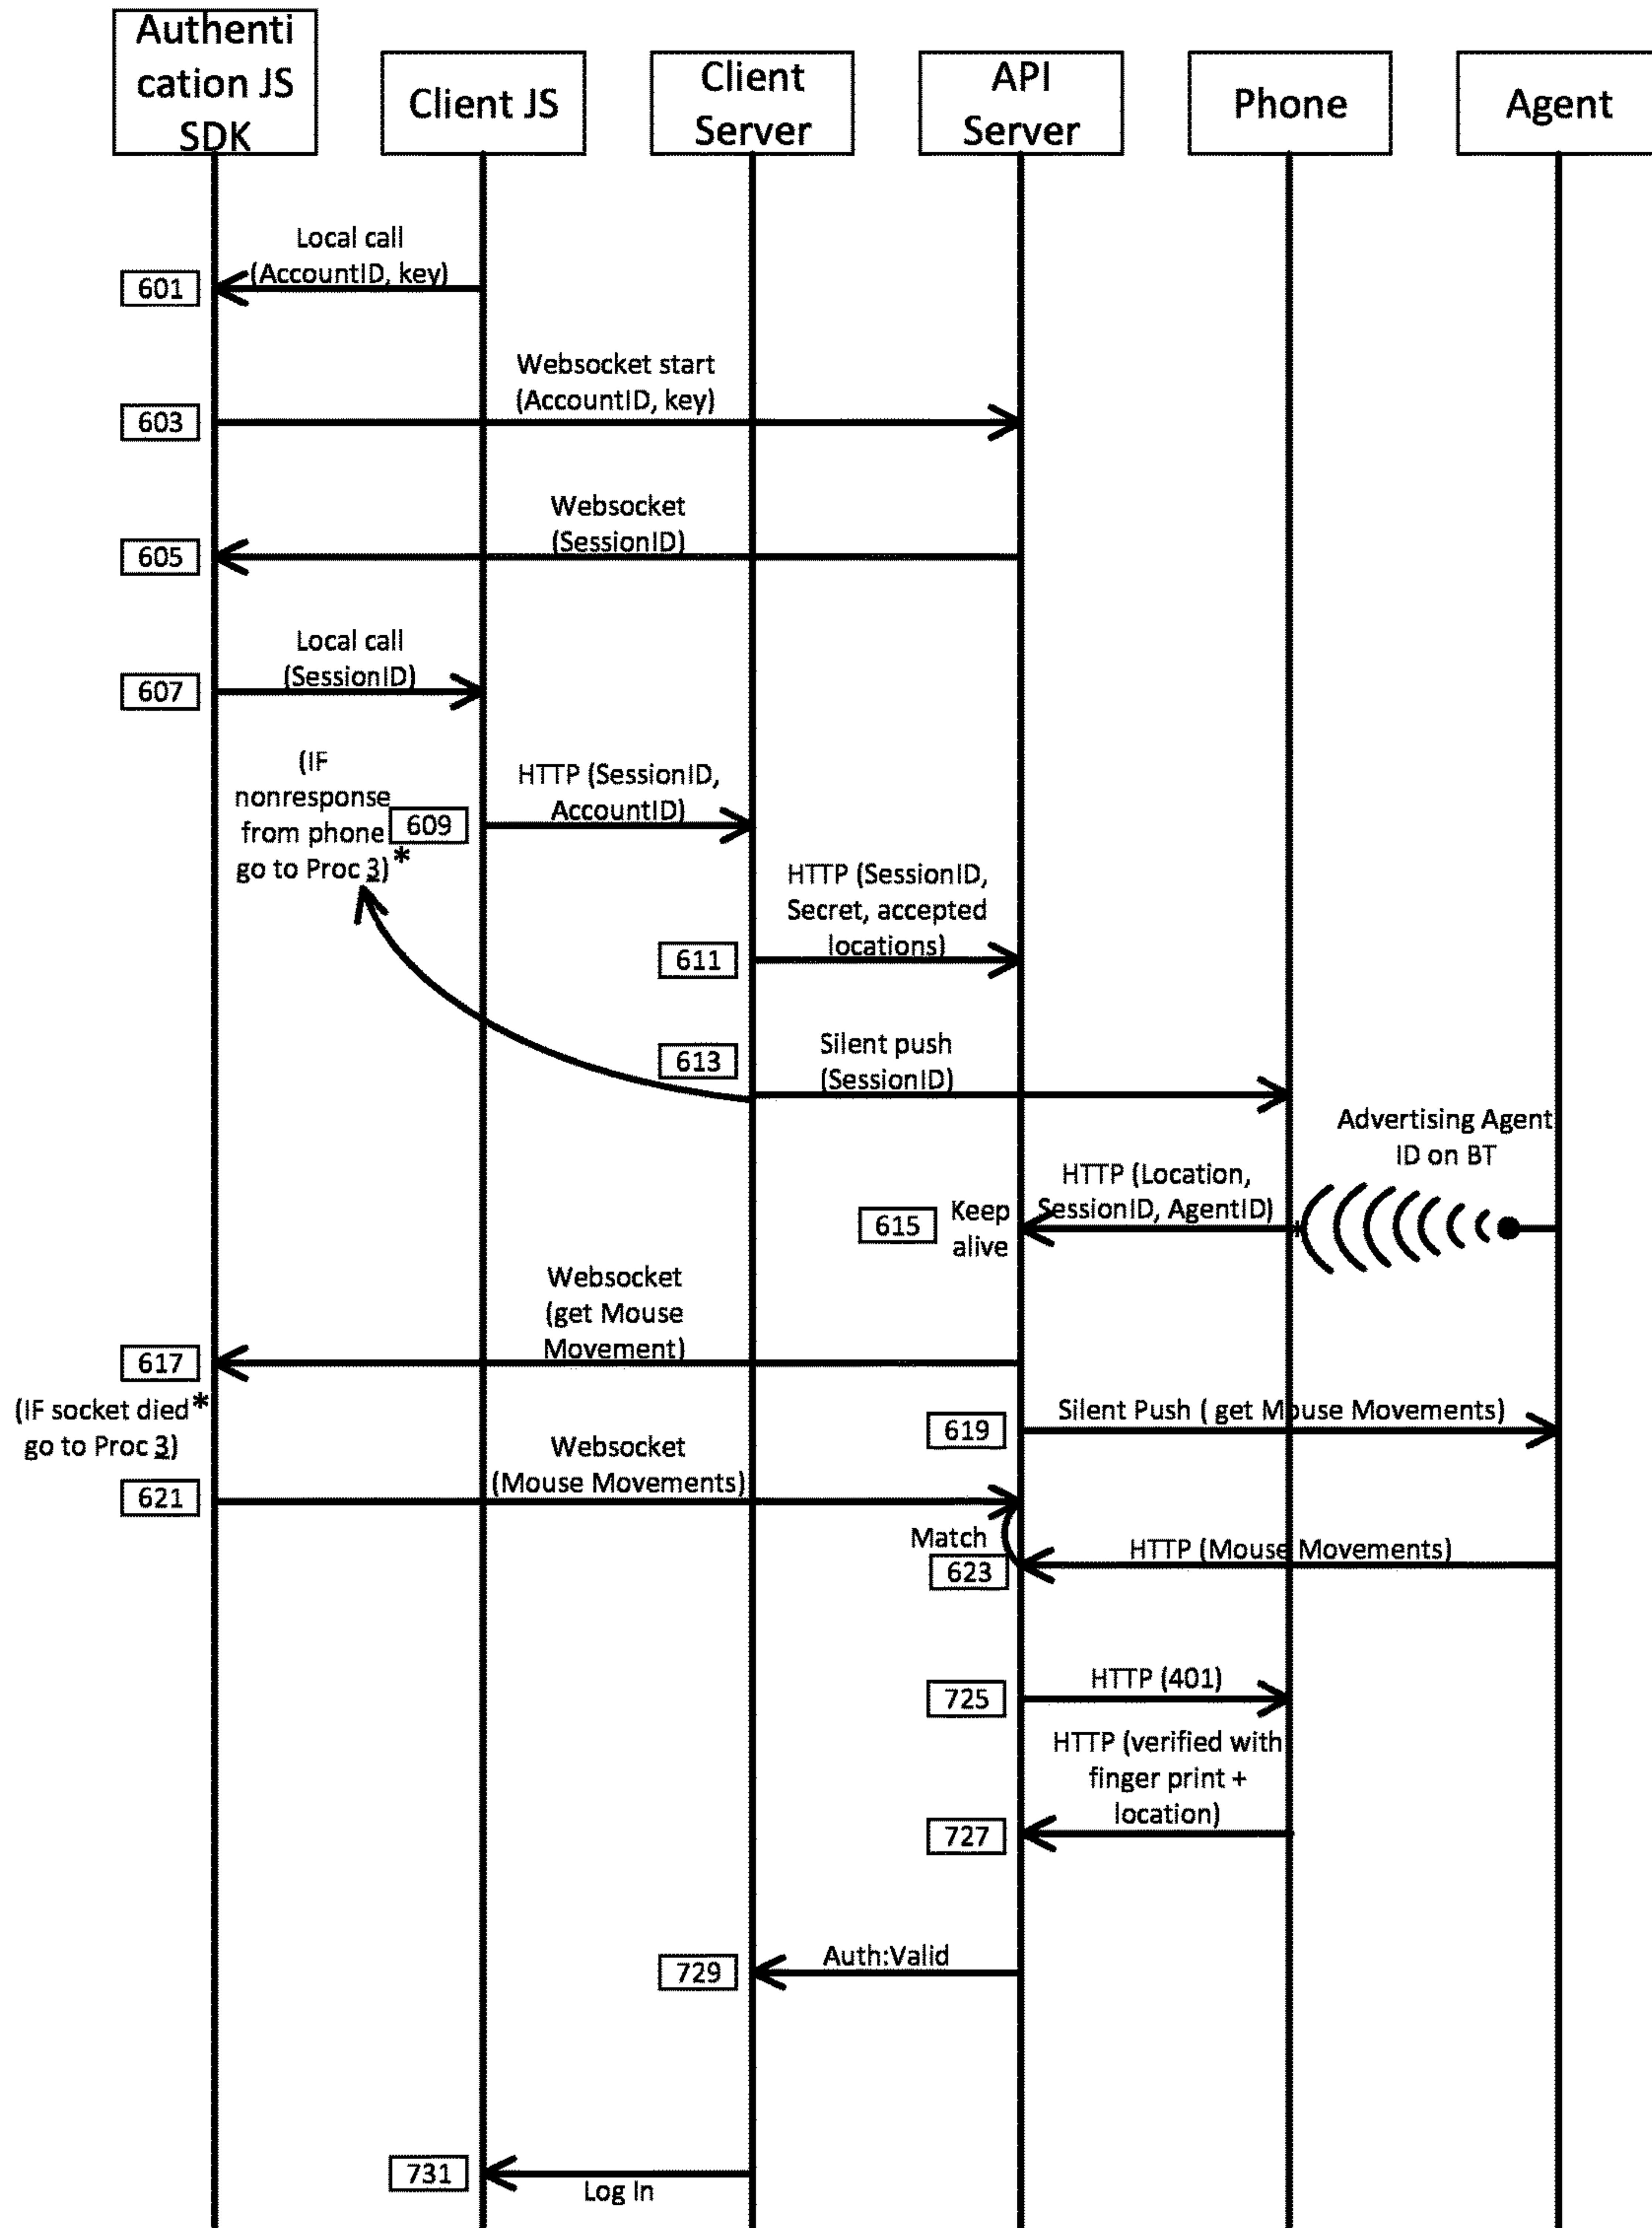 Authenti
cation JS
SDK
Client JS
Client
Server
API
Server
Phone
Agent
Local call
(AccountID, key)
601
Websocket start
(AccountID, key)
603
Websocket
(SessionID)
605
Local call
(SessionID)
607
(IF
nonresponse
from phone
go to Proc 3)*
HTTP (SessionID,
AccountID)
609
HTTP (SessionID,
Secret, accepted
locations)
611
Silent push
(SessionID)
613
Advertising Agent
ID on BT
HTTP (Location,
SessionID, AgentID)
615
Keep
alive
Websocket
(get Mouse
Movement)
617
(IF socket died*
go to Proc 3)
Silent Push ( get Mouse Movements)
619
Websocket
(Mouse Movements)
621
Match
623
HTTP (Mouse Movements)
HTTP (401)
725
HTTP (verified with
finger print +
location)
727
Auth:Valid
729
731
Log In